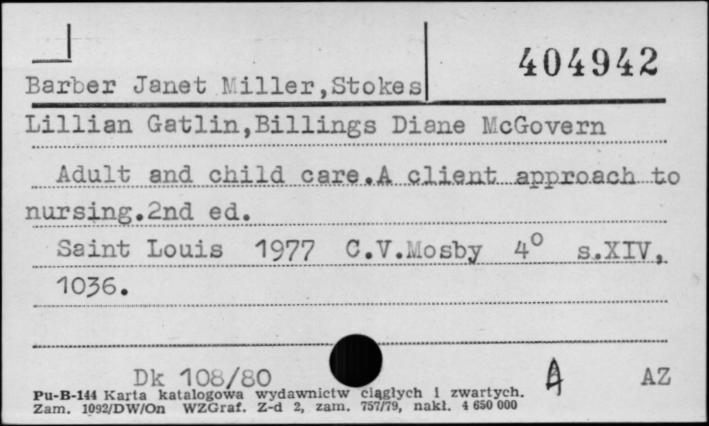 404942
Barber Janet Miller,Stokes
Lillian Gatlin,Billings Diane McGovern
Adult and child care.A client approach to
nursing.2nd ed.
Saint Louis 1977 C.V.Mosby 4° s.XIV,
1036.
Dk 108/80 A AZ
Pu-B-144 Karta katalogowa wydawnictw ciągłych i zwartych.
Zam. 1092/DW/On WZGraf. Z-d 2, zam. 757/79, nakł. 4 650 000